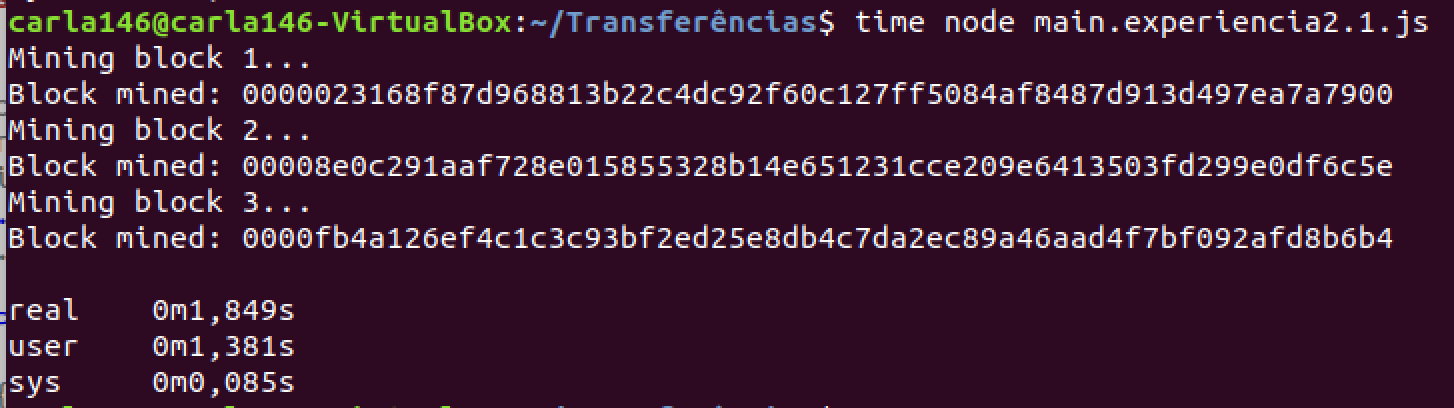 carla146@carla146-VirtualBox:~/Transferências$ time node main.experiencia2.1.js
Mining block 1...
Block mined: 0000023168f87d968813b22c4dc92f60c127ff5084af8487d913d497ea7a7900
Mining block 2...
Block mined: 00008e0c291aaf728e015855328b14e651231cce209e6413503fd299e0df6c5e
Mining block 3...
Block mined: 0000fb4a126ef4c1c3c93bf2ed25e8db4c7da2ec89a46aad4f7bf092afd8b6b4
real 0m1,849s
user 0m1,381s
sys 0m0,085s